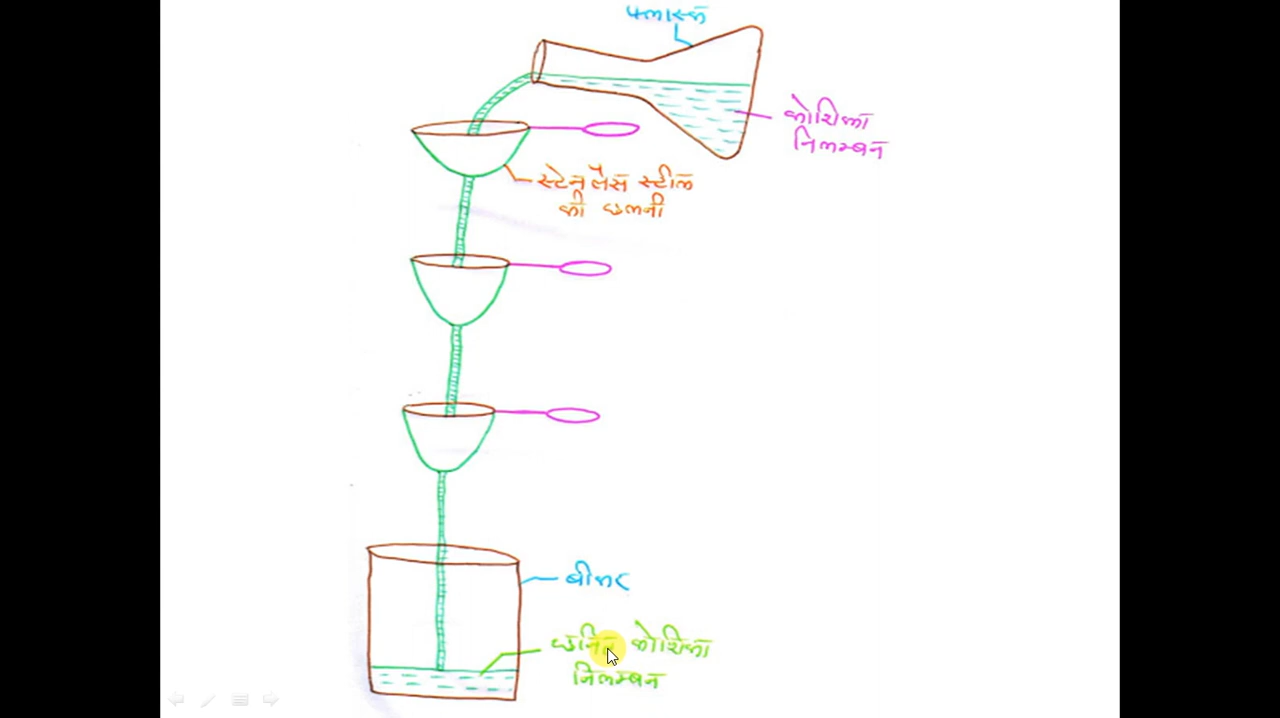 फ्लास्क
कोशिका
निलम्बन
स्टेनलैस स्टील
की छलनी
बीकर
छनित कोशिका
निलम्बन